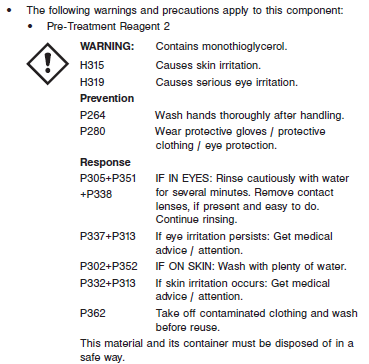 • The following warnings and precautions apply to this component:
• Pre-Treatment Reagent 2
WARNING: Contains monothioglycerol.
H315 Causes skin irritation.
H319 Causes serious eye irritation.
Prevention
P264 Wash hands thoroughly after handling.
P280 Wear protective gloves / protective
clothing / eye protection.
Response
P305+P351 IF IN EYES: Rinse cautiously with water
+P338 for several minutes. Remove contact
lenses, if present and easy to do.
Continue rinsing.
P337+P313 If eye irritation persists: Get medical
advice / attention.
P302+P352 IF ON SKIN: Wash with plenty of water.
P332+P313 If skin irritation occurs: Get medical
advice / attention.
P362 Take off contaminated clothing and wash
before reuse.
This material and its container must be disposed of in a
safe way.